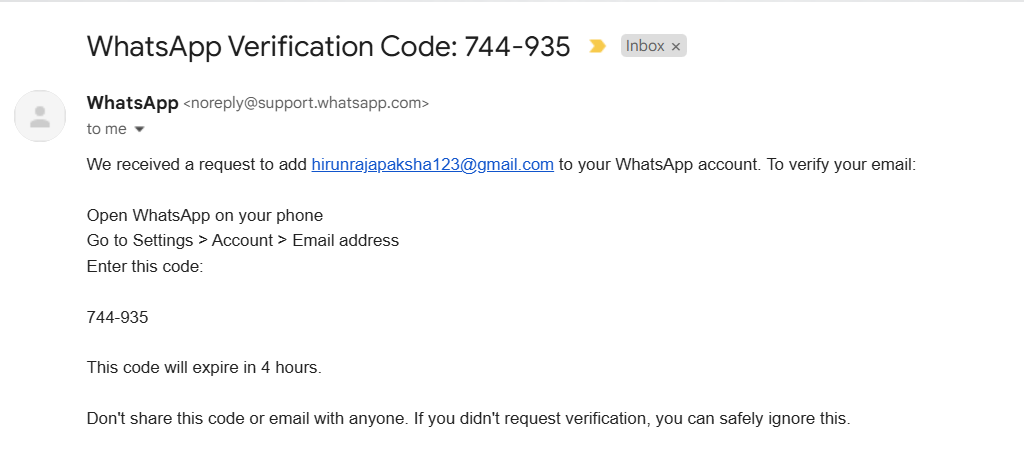 WhatsApp Verification Code: 744-935 Inbox ×
WhatsApp <noreply@support.whatsapp.com>
to me
We received a request to add hirunrajapaksha123@gmail.com to your WhatsApp account. To verify your email:
Open WhatsApp on your phone
Go to Settings > Account > Email address
Enter this code:
744-935
This code will expire in 4 hours.
Don't share this code or email with anyone. If you didn't request verification, you can safely ignore this.